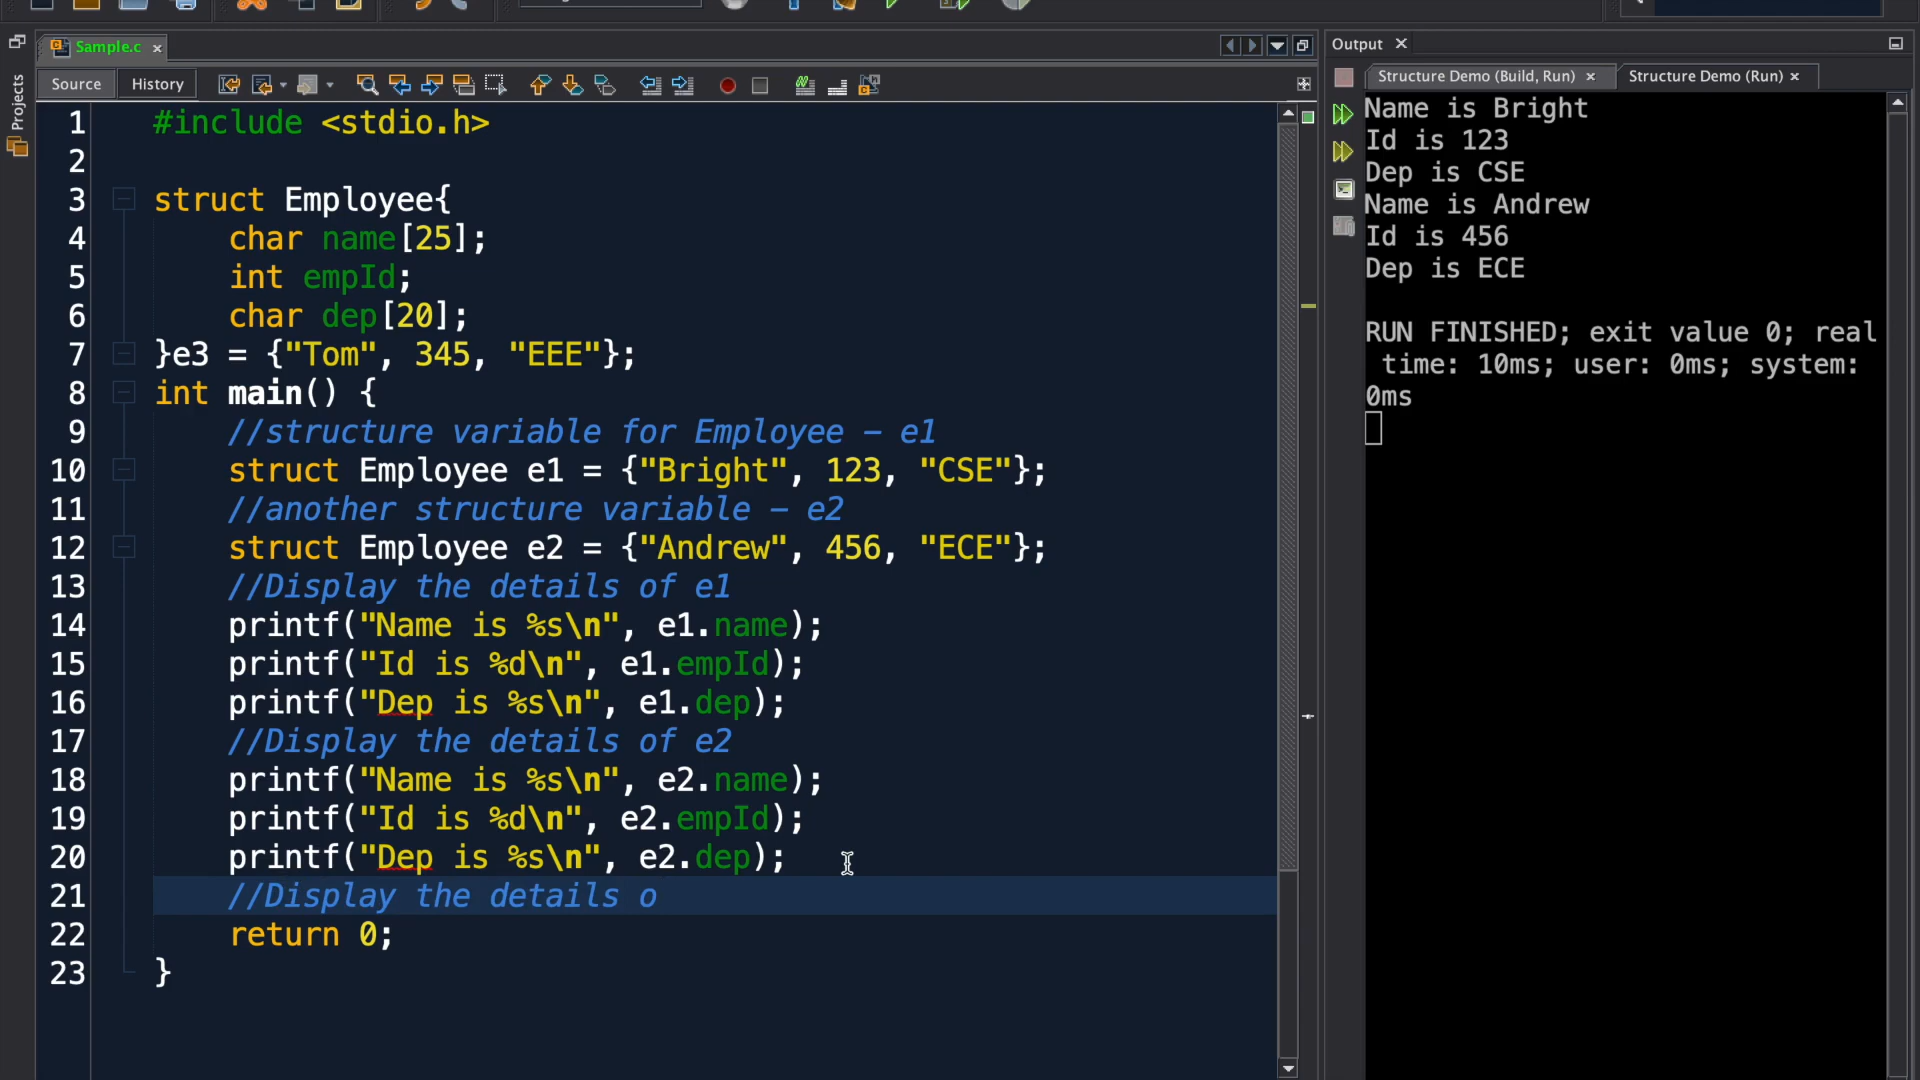 Sample.c
Output
Projects
Source History
Structure Demo (Build, Run) Structure Demo (Run)
1 #include <stdio.h>
2
3 struct Employee{
4 char name[25];
5 int empId;
6 char dep[20];
7 }e3 = {"Tom", 345, "EEE"};
8 int main() {
9 //structure variable for Employee – e1
10 struct Employee e1 = {"Bright", 123, "CSE"};
11 //another structure variable – e2
12 struct Employee e2 = {"Andrew", 456, "ECE"};
13 //Display the details of e1
14 printf("Name is %s\n", e1.name);
15 printf("Id is %d\n", e1.empId);
16 printf("Dep is %s\n", e1.dep);
17 //Display the details of e2
18 printf("Name is %s\n", e2.name);
19 printf("Id is %d\n", e2.empId);
20 printf("Dep is %s\n", e2.dep);
21 //Display the details o
22 return 0;
23 }
Name is Bright
Id is 123
Dep is CSE
Name is Andrew
Id is 456
Dep is ECE
RUN FINISHED; exit value 0; real
time: 10ms; user: 0ms; system:
0ms